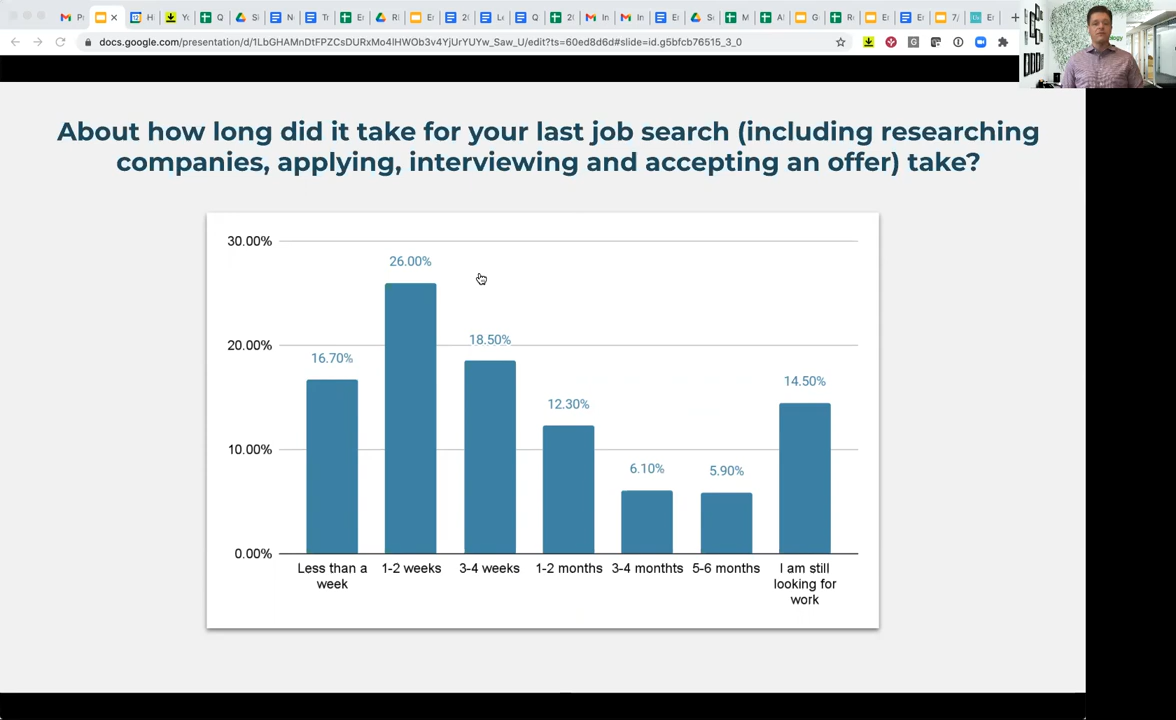 docs.google.com/presentation/d/1LbGHAMnDtFPZCsDURxMo4lHWOb3v4YjUrYUYw_Saw_U/edit?ts=60ed8d6d#slide=id.g5bfcb76515_3_0
About how long did it take for your last job search (including researching
companies, applying, interviewing and accepting an offer) take?
30.00%
26.00%
20.00%
18.50%
16.70%
14.50%
12.30%
10.00%
6.10%
5.90%
0.00%
Less than a
week
1-2 weeks
3-4 weeks
1-2 months
3-4 monthts
5-6 months
I am still
looking for
work